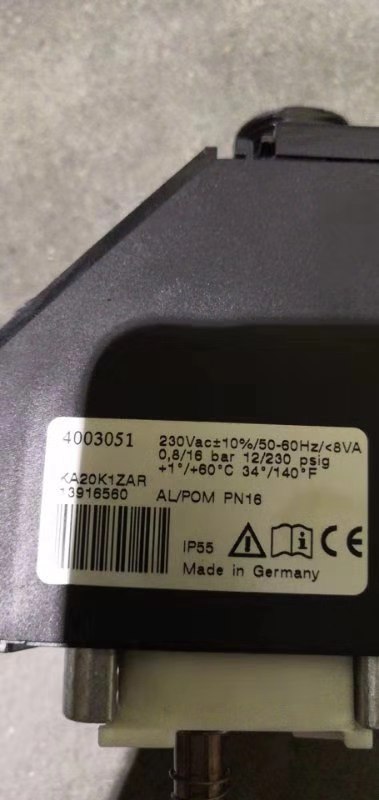 4003051 230Vac±10%/50-60Hz/<8VA
0,8/16 bar 12/230 psig
+1°/+60°C 34°/140°F
KA20K1ZAR
13916560 AL/POM PN16
IP55 CE
Made in Germany